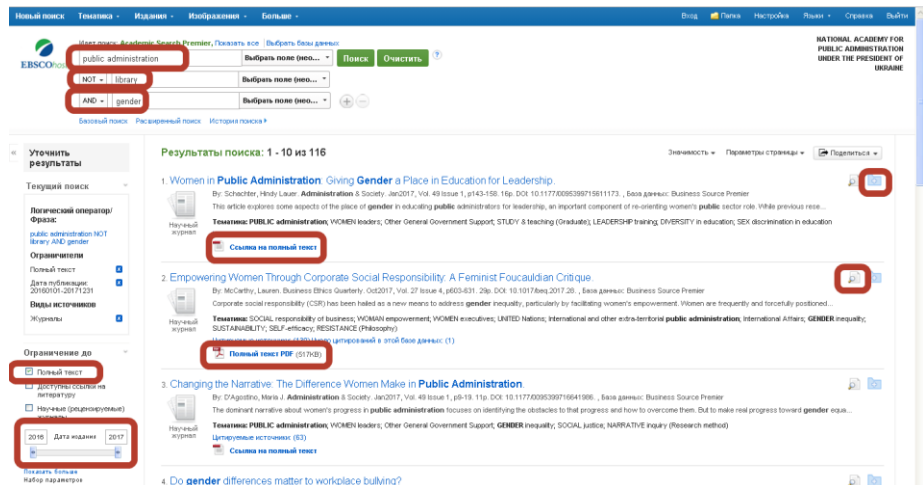 Новый поиск Тематика Издания Изображения Больше
Вход Папка Настройка Языки Справка Выйти
Идет поиск: Academic Search Premier, Показать все Выбрать базы данных
EBSCOhost
public administration Выбрать поле (нео... Поиск Очистить ?
NOT library Выбрать поле (нео...
AND gender Выбрать поле (нео...
Базовый поиск Расширенный поиск История поиска
NATIONAL ACADEMY FOR
PUBLIC ADMINISTRATION
UNDER THE PRESIDENT OF
UKRAINE
Уточнить
результаты
Текущий поиск
Логический оператор/
Фраза:
public administration NOT
library AND gender
Ограничители
Полный текст
Дата публикации:
20160101-20171231
Виды источников
Журналы
Ограничение до
Полный текст
Доступны ссылки на
литературу
Научные (рецензируемые)
журналы
2016 Дата издания 2017
Показать больше
Набор параметров
Результаты поиска: 1 - 10 из 116
Значимость Параметры страницы Поделиться
1. Women in Public Administration: Giving Gender a Place in Education for Leadership.
By: Schachter, Hindy Lauer. Administration & Society. Jan2017, Vol. 49 Issue 1, p143-158. 16p. DOI: 10.1177/0095399715611173. , База данных: Business Source Premier
This article explores some aspects of the place of gender in educating public administrators for leadership, an important component of re-orienting women's public sector role. While previous rese...
Научный
журнал
Тематика: PUBLIC administration; WOMEN leaders; Other General Government Support; STUDY & teaching (Graduate); LEADERSHIP training; DIVERSITY in education; SEX discrimination in education
Ссылка на полный текст
2. Empowering Women Through Corporate Social Responsibility: A Feminist Foucauldian Critique.
By: McCarthy, Lauren. Business Ethics Quarterly. Oct2017, Vol. 27 Issue 4, p603-631. 29p. DOI: 10.1017/beq.2017.28. , База данных: Business Source Premier
Corporate social responsibility (CSR) has been hailed as a new means to address gender inequality, particularly by facilitating women's empowerment. Women are frequently and forcefully positioned...
Научный
журнал
Тематика: SOCIAL responsibility of business; WOMAN empowerment; WOMEN executives; UNITED Nations; International and other extra-territorial public administration; International Affairs; GENDER inequality;
SUSTAINABILITY; SELF-efficacy; RESISTANCE (Philosophy)
Цитируемые источники: Число цитирований в этой базе данных: (1)
Полный текст PDF (517KB)
3. Changing the Narrative: The Difference Women Make in Public Administration.
By: D'Agostino, Maria J. Administration & Society. Jan2017, Vol. 49 Issue 1, p9-19. 11p. DOI: 10.1177/0095399716641986. , База данных: Business Source Premier
The dominant narrative about women's progress in public administration focuses on identifying the obstacles to that progress and how to overcome them. But to make real progress toward gender equa...
Научный
журнал
Тематика: PUBLIC administration; WOMEN leaders; Other General Government Support; GENDER inequality; SOCIAL justice; NARRATIVE inquiry (Research method)
Цитируемые источники: (63)
Ссылка на полный текст
4. Do gender differences matter to workplace bullying?